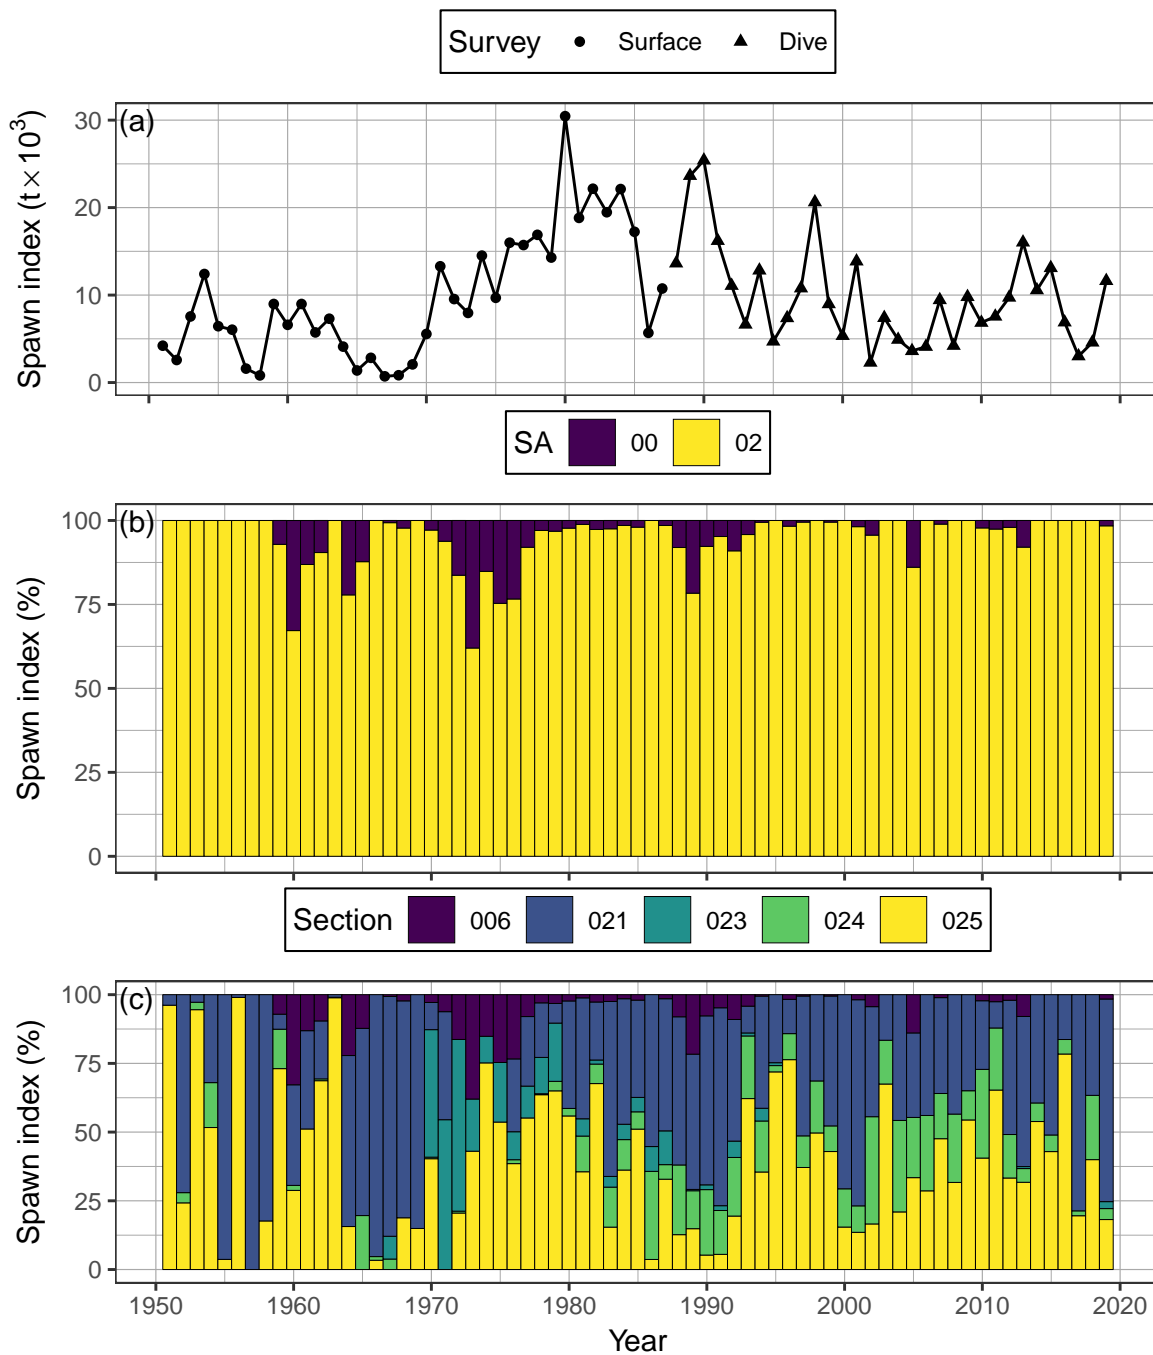 Survey Surface Dive
(a)
Spawn index (t × 10³)
30
20
10
0
SA 00 02
(b)
Spawn index (%)
100
75
50
25
0
Section 006 021 023 024 025
(c)
Spawn index (%)
100
75
50
25
0
1950 1960 1970 1980 1990 2000 2010 2020
Year